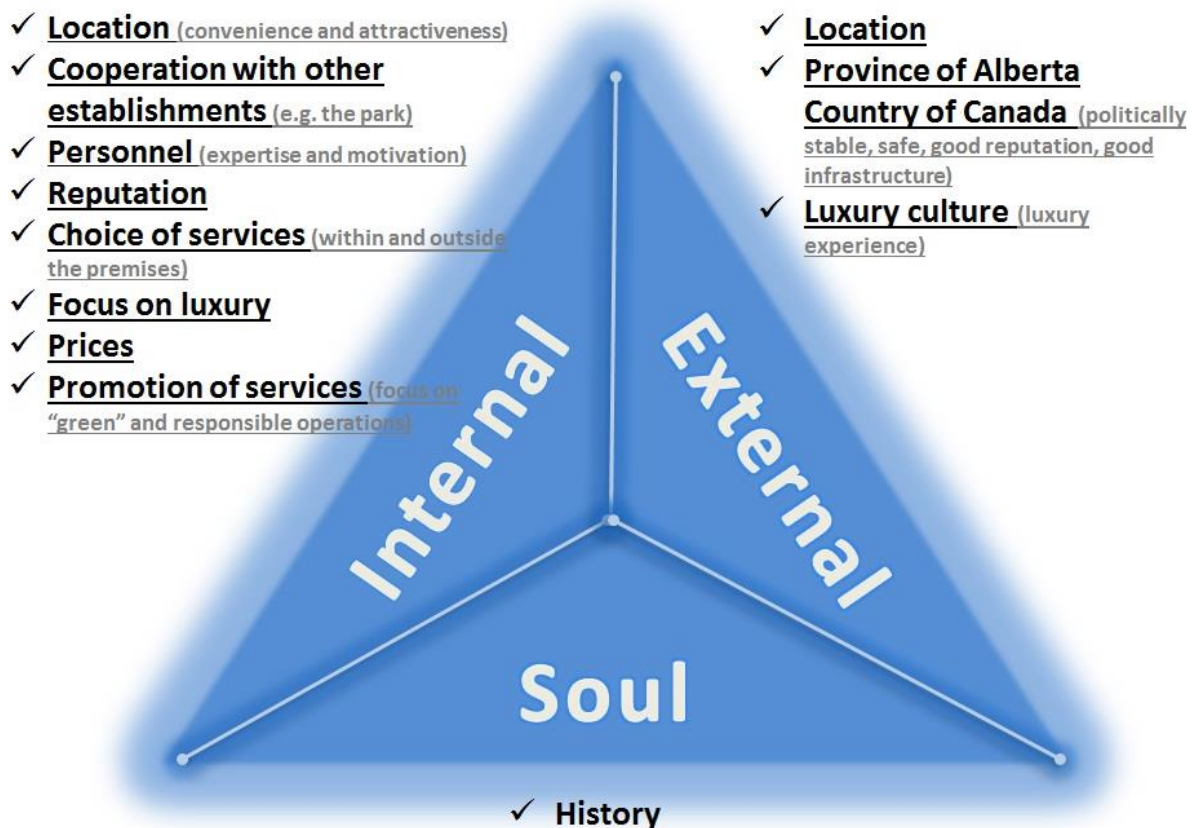 ✓ Location (convenience and attractiveness)
✓ Cooperation with other
establishments (e.g. the park)
✓ Personnel (expertise and motivation)
✓ Reputation
✓ Choice of services (within and outside
the premises)
✓ Focus on luxury
✓ Prices
✓ Promotion of services (focus on
“green” and responsible operations)
✓ Location
✓ Province of Alberta
Country of Canada (politically
stable, safe, good reputation, good
infrastructure)
✓ Luxury culture (luxury
experience)
Internal
External
Soul
✓ History